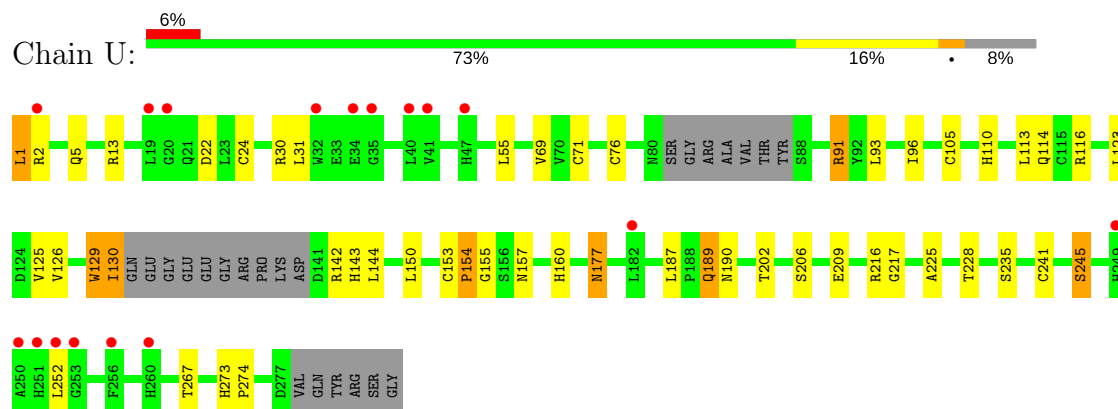 6%
Chain U:
73% 16% • 8%
L1 R2 Q5 R13 L19 G20 Q21 D22 L23 C24 R30 L31 W32 E33 E34 G35 L40 V41 H47 L55 V69 V70 C71 C76 N80 SER GLY ARG ALA VAL THR TYR S88 R91 Y92 L93 I96 C105 H110 L113 Q114 C115 R116 L123
D124 V125 V126 W129 I130 GLN GLU GLY GLU GLU GLY ARG PRO LYS ASP D141 R142 H143 L144 L150 C153 P154 G155 S156 N157 H160 N177 L182 L187 P188 Q189 N190 T202 S206 E209 R216 G217 A225 T228 S235 C241 S245
A250 H251 L252 G253 F256 H260 T267 H273 P274 D277 VAL GLN TYR ARG SER GLY